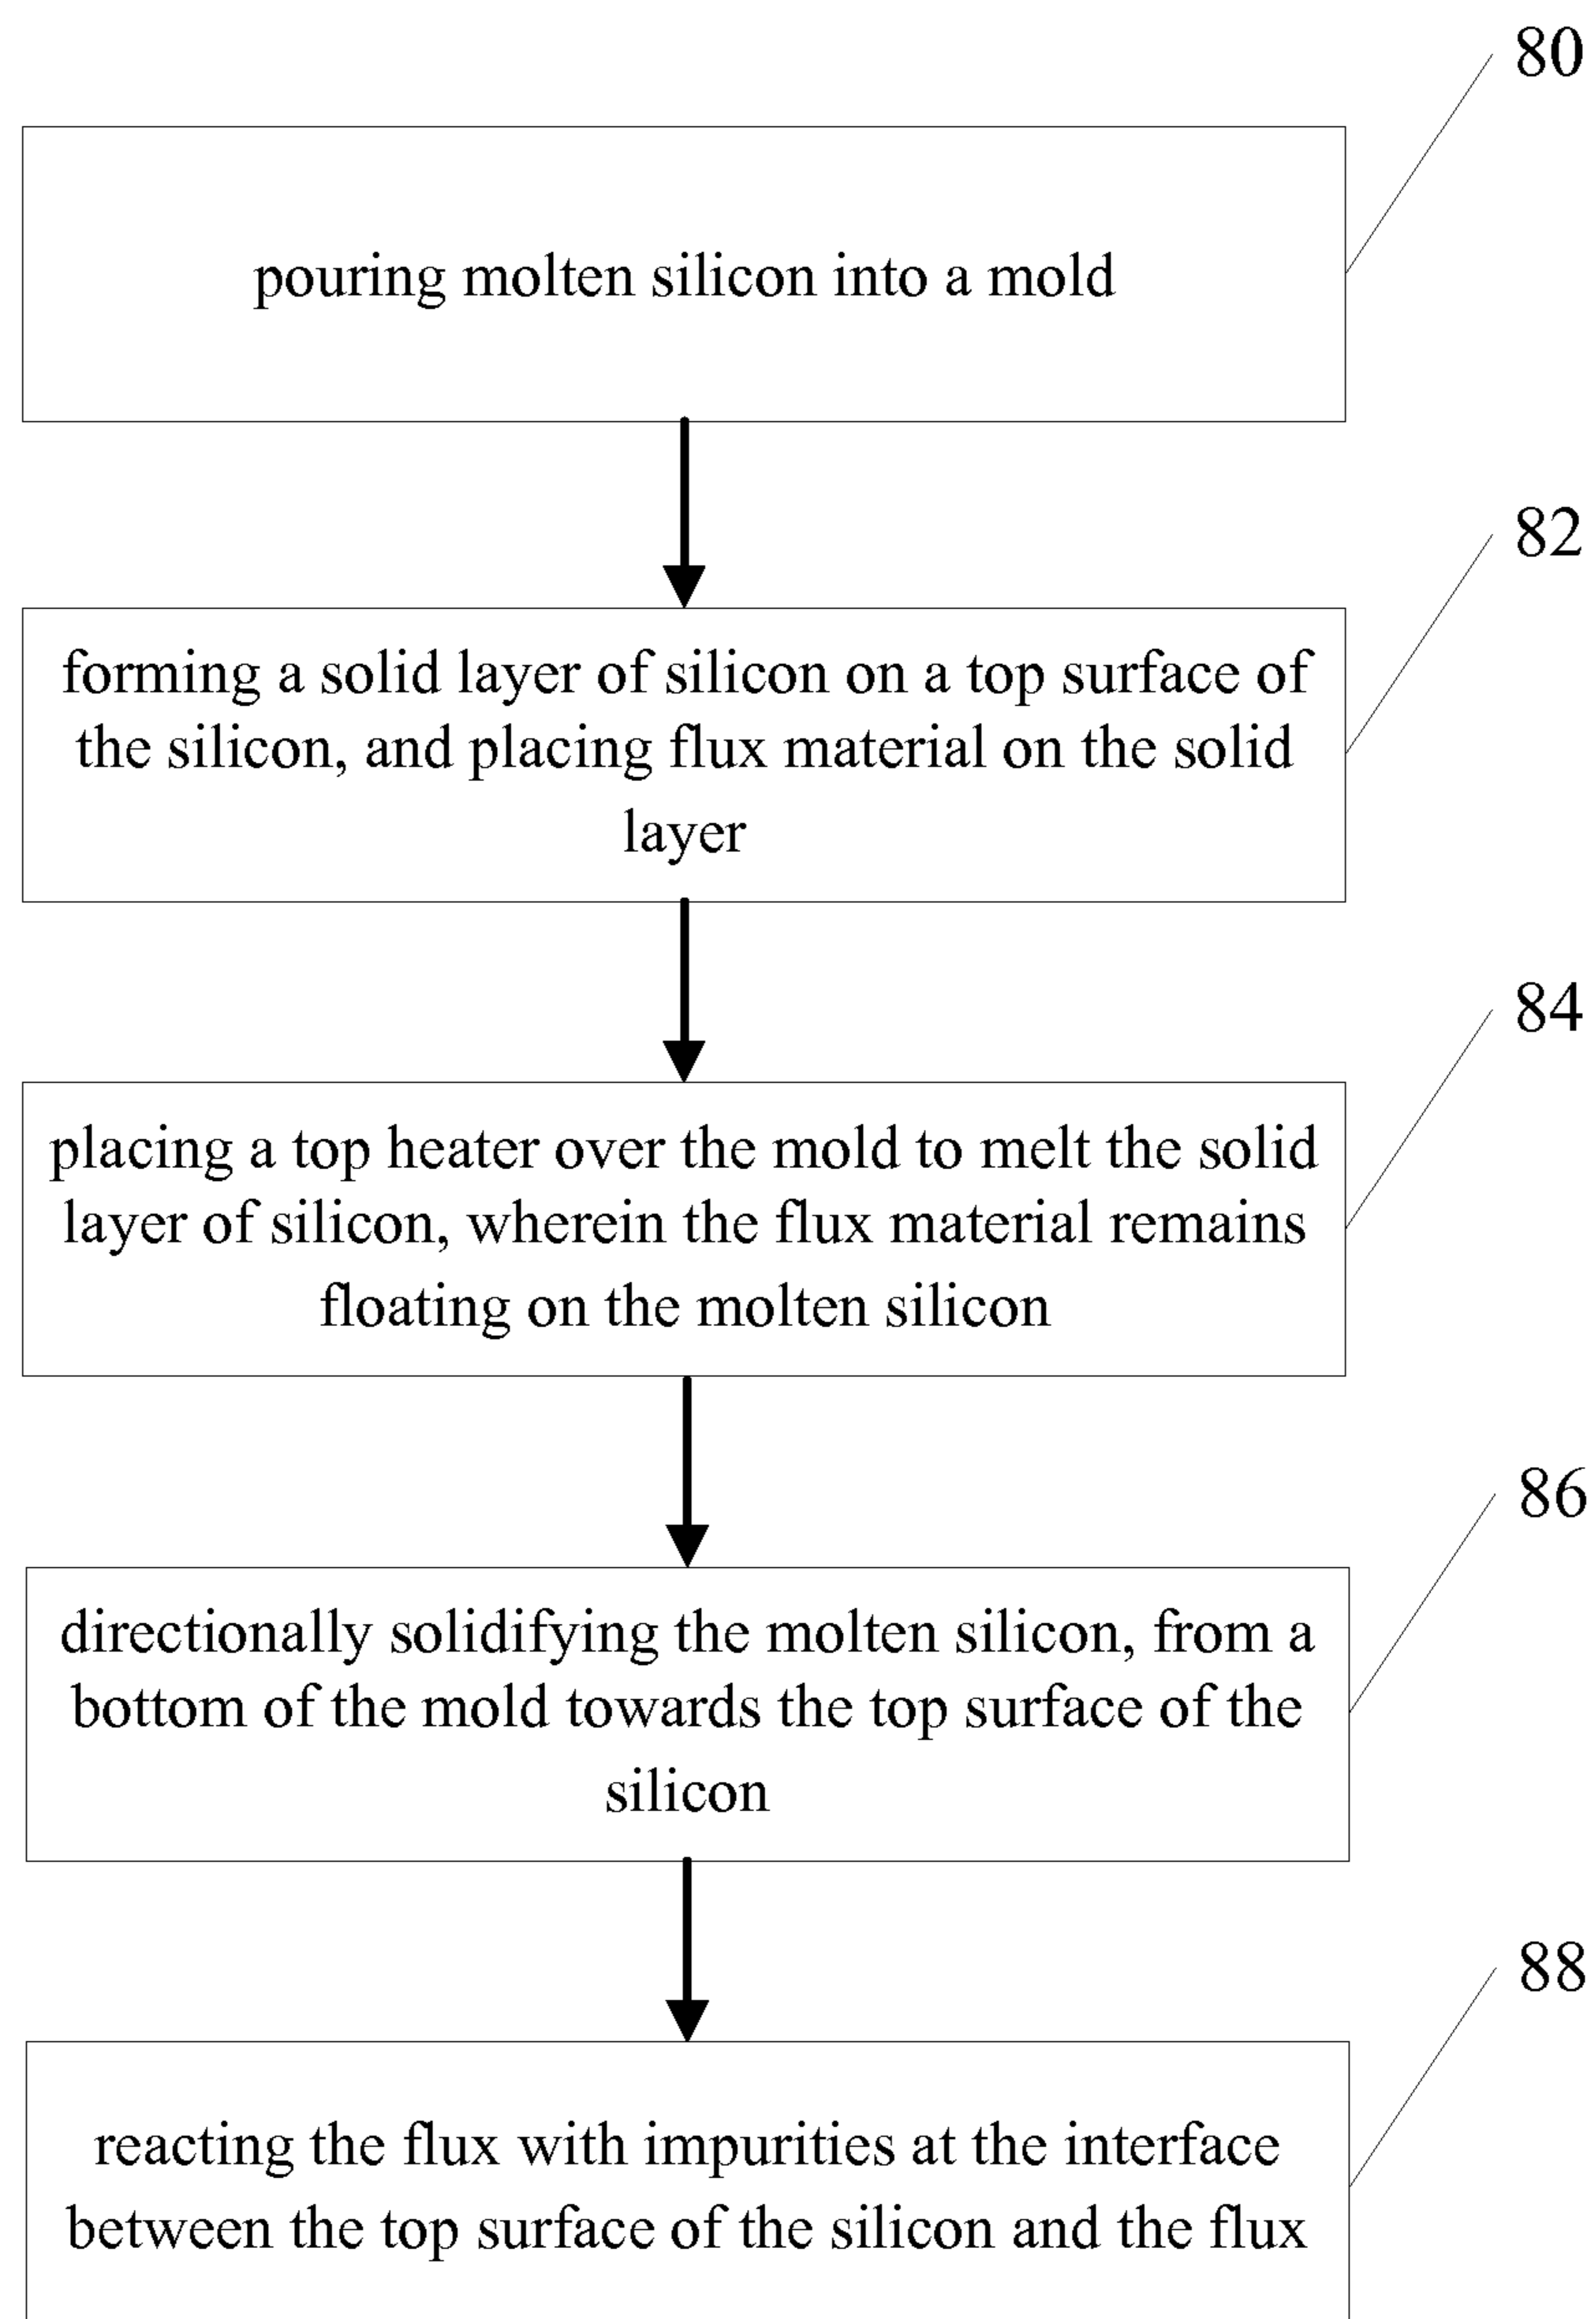 80
pouring molten silicon into a mold
82
forming a solid layer of silicon on a top surface of
the silicon, and placing flux material on the solid
layer
84
placing a top heater over the mold to melt the solid
layer of silicon, wherein the flux material remains
floating on the molten silicon
86
directionally solidifying the molten silicon, from a
bottom of the mold towards the top surface of the
silicon
88
reacting the flux with impurities at the interface
between the top surface of the silicon and the flux